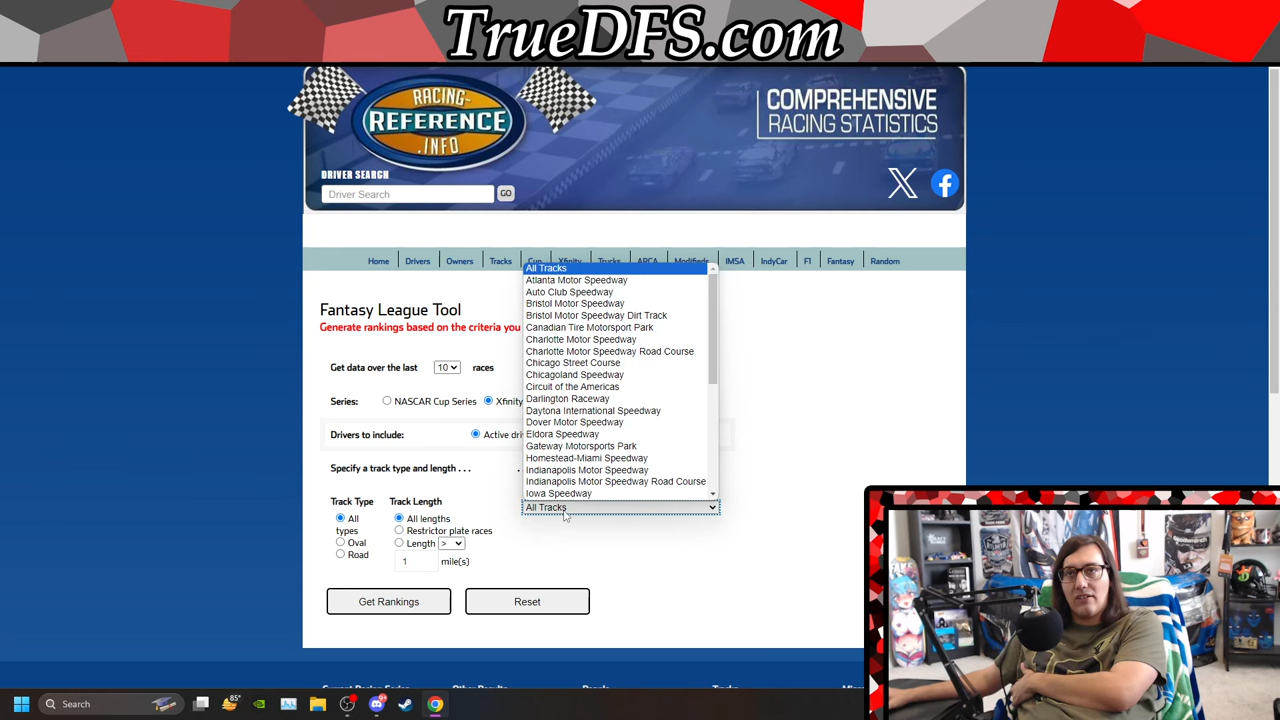 TrueDFS.com
RACING-
REFERENCE
.INFO
COMPREHENSIVE
RACING STATISTICS
DRIVER SEARCH
Driver Search
GO
Home Drivers Owners Tracks Cup Xfinity Trucks ARCA Modifieds IMSA IndyCar F1 Fantasy Random
Fantasy League Tool
Generate rankings based on the criteria you
Get data over the last 10 races
Series: NASCAR Cup Series Xfinity
Drivers to include: Active dri
Specify a track type and length . . .
All Tracks
Atlanta Motor Speedway
Auto Club Speedway
Bristol Motor Speedway
Bristol Motor Speedway Dirt Track
Canadian Tire Motorsport Park
Charlotte Motor Speedway
Charlotte Motor Speedway Road Course
Chicago Street Course
Chicagoland Speedway
Circuit of the Americas
Darlington Raceway
Daytona International Speedway
Dover Motor Speedway
Eldora Speedway
Gateway Motorsports Park
Homestead-Miami Speedway
Indianapolis Motor Speedway
Indianapolis Motor Speedway Road Course
Iowa Speedway
All Tracks
Track Type Track Length
All types
Oval
Road
All lengths
Restrictor plate races
Length >
1 mile(s)
Get Rankings Reset
Search
85°